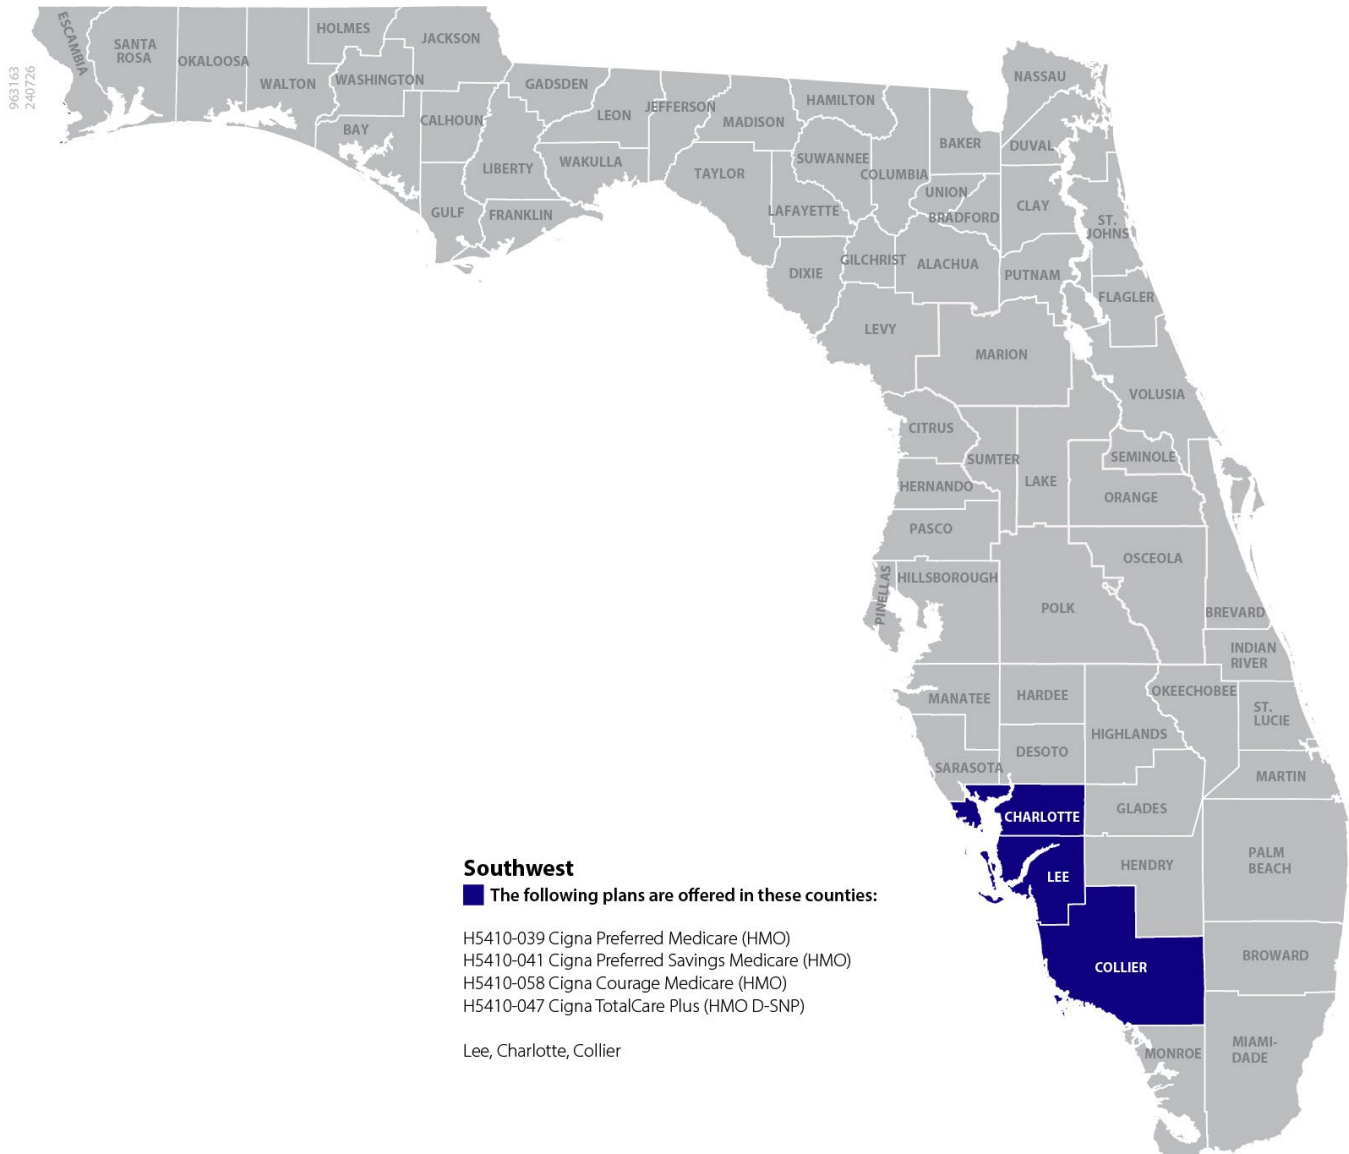 963163
240726
ESCAMBIA
SANTA
ROSA
OKALOOSA
WALTON
HOLMES
WASHINGTON
JACKSON
BAY
CALHOUN
GULF
LIBERTY
FRANKLIN
GADSDEN
LEON
WAKULLA
JEFFERSON
MADISON
TAYLOR
HAMILTON
SUWANNEE
LAFAYETTE
DIXIE
COLUMBIA
GILCHRIST
BAKER
UNION
BRADFORD
ALACHUA
NASSAU
DUVAL
CLAY
ST.
JOHNS
PUTNAM
FLAGLER
LEVY
MARION
VOLUSIA
CITRUS
SUMTER
LAKE
SEMINOLE
HERNANDO
ORANGE
PASCO
OSCEOLA
PINELLAS
HILLSBOROUGH
POLK
BREVARD
INDIAN
RIVER
MANATEE
HARDEE
OKEECHOBEE
ST.
LUCIE
HIGHLANDS
DESOTO
SARASOTA
MARTIN
CHARLOTTE
GLADES
LEE
HENDRY
PALM
BEACH
COLLIER
BROWARD
MONROE
MIAMI-
DADE
Southwest
The following plans are offered in these counties:
H5410-039 Cigna Preferred Medicare (HMO)
H5410-041 Cigna Preferred Savings Medicare (HMO)
H5410-058 Cigna Courage Medicare (HMO)
H5410-047 Cigna TotalCare Plus (HMO D-SNP)
Lee, Charlotte, Collier